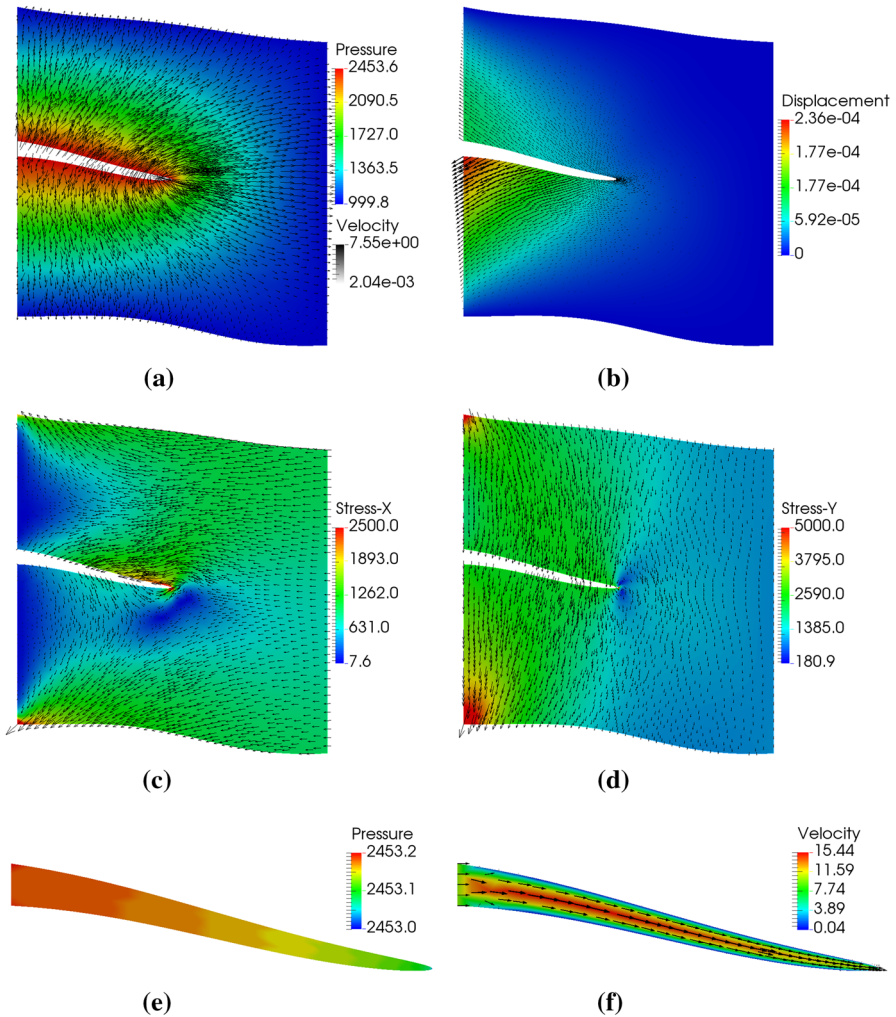 Pressure
2453.6
2090.5
1727.0
1363.5
999.8
Velocity
7.55e+00
2.04e-03
(a)
Displacement
2.36e-04
1.77e-04
1.77e-04
5.92e-05
0
(b)
Stress-X
2500.0
1893.0
1262.0
631.0
7.6
(c)
Stress-Y
5000.0
3795.0
2590.0
1385.0
180.9
(d)
Pressure
2453.2
2453.1
2453.0
(e)
Velocity
15.44
11.59
7.74
3.89
0.04
(f)